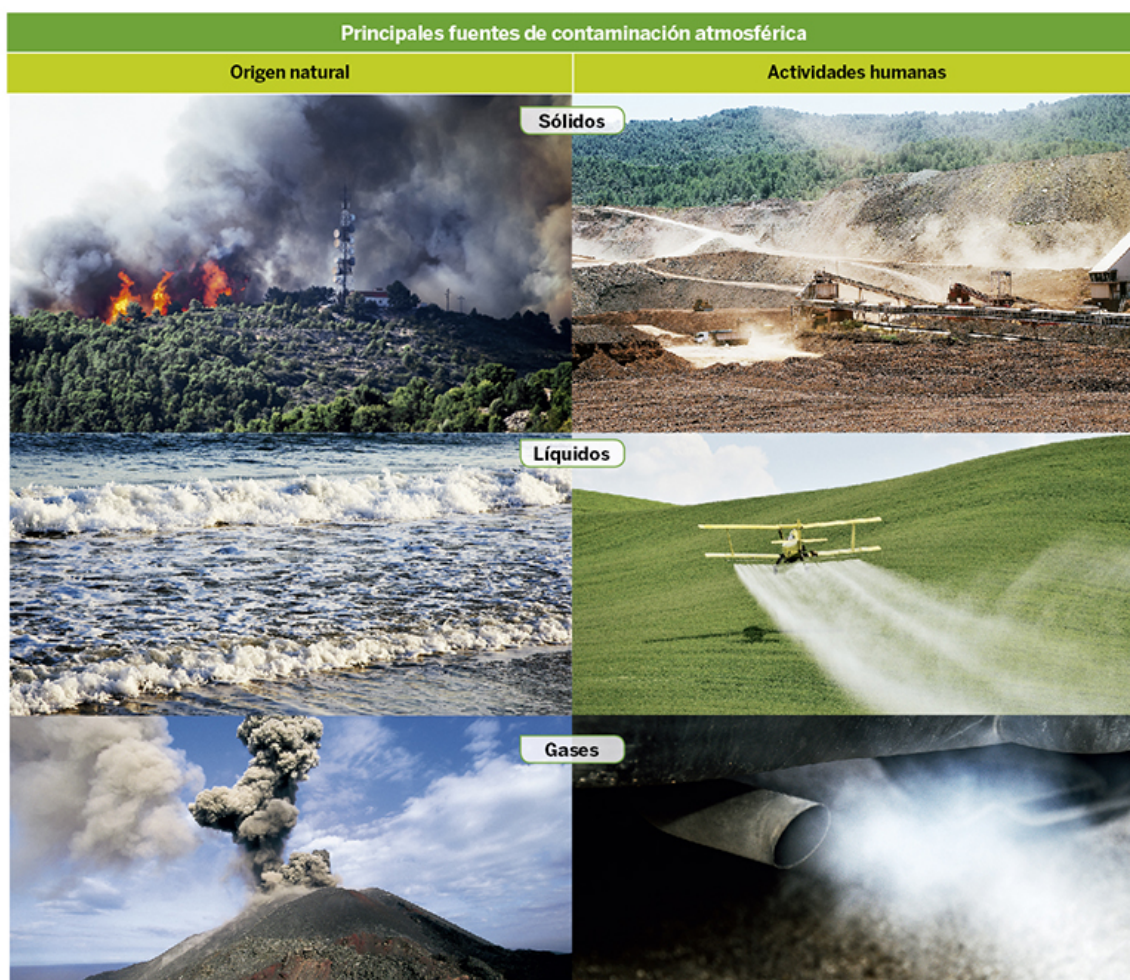 Principales fuentes de contaminación atmosférica
Origen natural
Actividades humanas
Sólidos
Líquidos
Gases